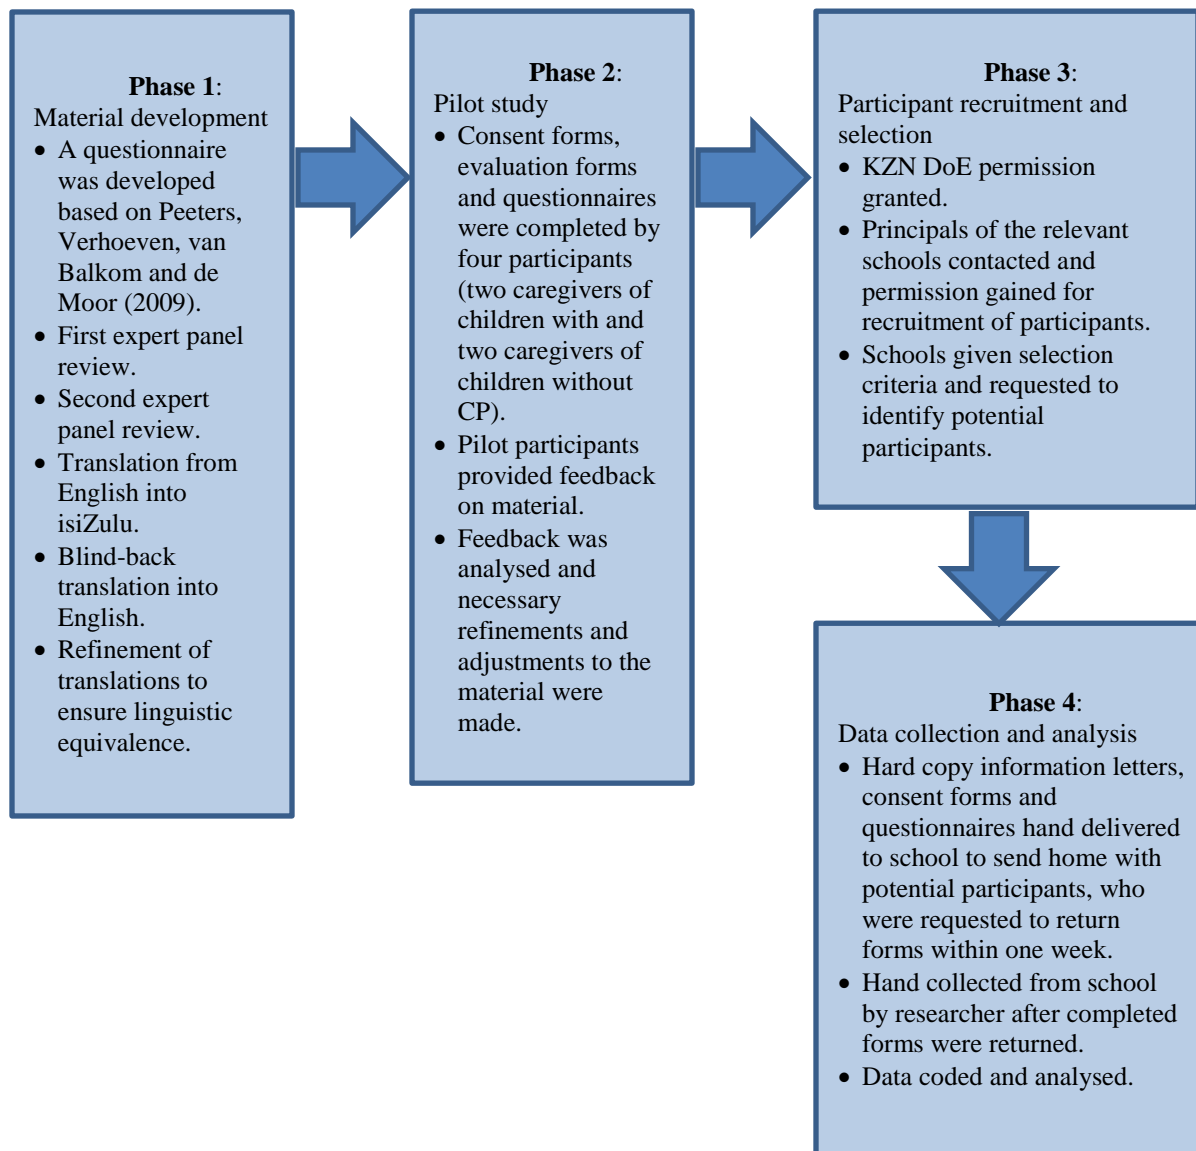 Phase 1:
Material development
• A questionnaire
was developed
based on Peeters,
Verhoeven, van
Balkom and de
Moor (2009).
• First expert panel
review.
• Second expert
panel review.
• Translation from
English into
isiZulu.
• Blind-back
translation into
English.
• Refinement of
translations to
ensure linguistic
equivalence.
Phase 2:
Pilot study
• Consent forms,
evaluation forms
and questionnaires
were completed by
four participants
(two caregivers of
children with and
two caregivers of
children without
CP).
• Pilot participants
provided feedback
on material.
• Feedback was
analysed and
necessary
refinements and
adjustments to the
material were
made.
Phase 3:
Participant recruitment and
selection
• KZN DoE permission
granted.
• Principals of the relevant
schools contacted and
permission gained for
recruitment of participants.
• Schools given selection
criteria and requested to
identify potential
participants.
Phase 4:
Data collection and analysis
• Hard copy information letters,
consent forms and
questionnaires hand delivered
to school to send home with
potential participants, who
were requested to return
forms within one week.
• Hand collected from school
by researcher after completed
forms were returned.
• Data coded and analysed.